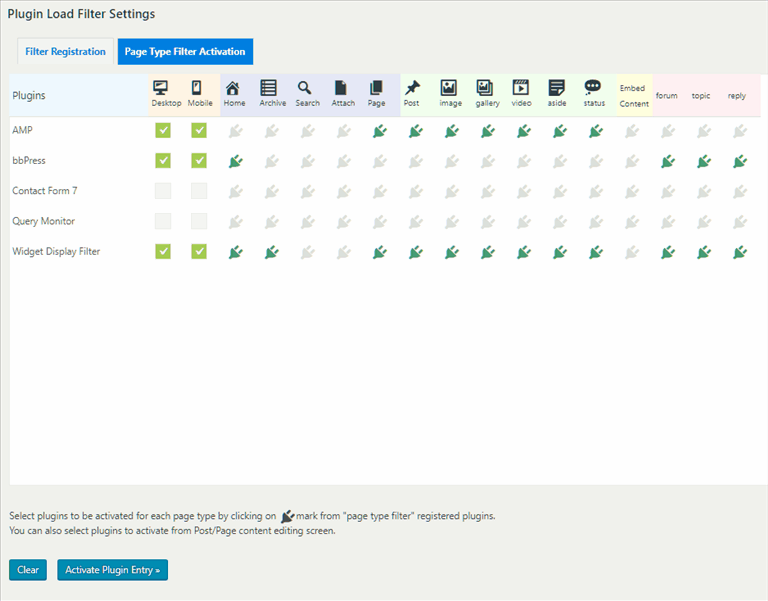 Plugin Load Filter Settings
Filter Registration Page Type Filter Activation
Plugins Desktop Mobile Home Archive Search Attach Page Post image gallery video aside status Embed Content forum topic reply
AMP
bbPress
Contact Form 7
Query Monitor
Widget Display Filter
Select plugins to be activated for each page type by clicking on mark from "page type filter" registered plugins.
You can also select plugins to activate from Post/Page content editing screen.
Clear Activate Plugin Entry »